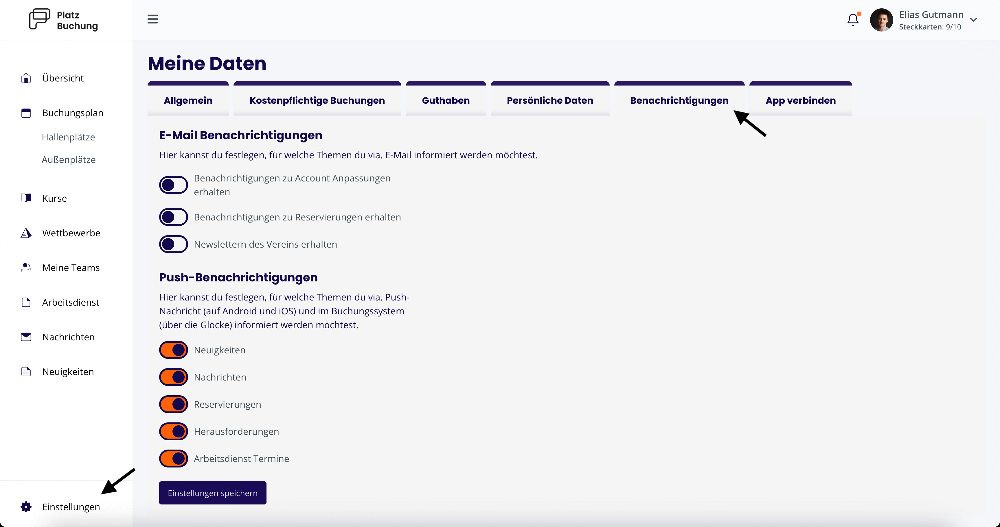 Platz
Buchung
Elias Gutmann
Steckkarten: 9/10
Übersicht
Buchungsplan
Hallenplätze
Außenplätze
Kurse
Wettbewerbe
Meine Teams
Arbeitsdienst
Nachrichten
Neuigkeiten
Einstellungen
Meine Daten
Allgemein
Kostenpflichtige Buchungen
Guthaben
Persönliche Daten
Benachrichtigungen
App verbinden
E-Mail Benachrichtigungen
Hier kannst du festlegen, für welche Themen du via. E-Mail informiert werden möchtest.
Benachrichtigungen zu Account Anpassungen
erhalten
Benachrichtigungen zu Reservierungen erhalten
Newslettern des Vereins erhalten
Push-Benachrichtigungen
Hier kannst du festlegen, für welche Themen du via. Push-
Nachricht (auf Android und iOS) und im Buchungssystem
(über die Glocke) informiert werden möchtest.
Neuigkeiten
Nachrichten
Reservierungen
Herausforderungen
Arbeitsdienst Termine
Einstellungen speichern